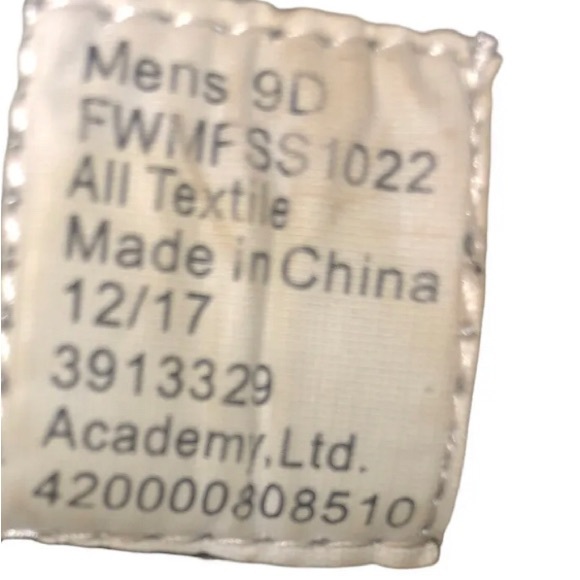 Mens 9D
FWMFSS1022
All Textile
Made in China
12/17
3913329
Academy,Ltd.
420000808510